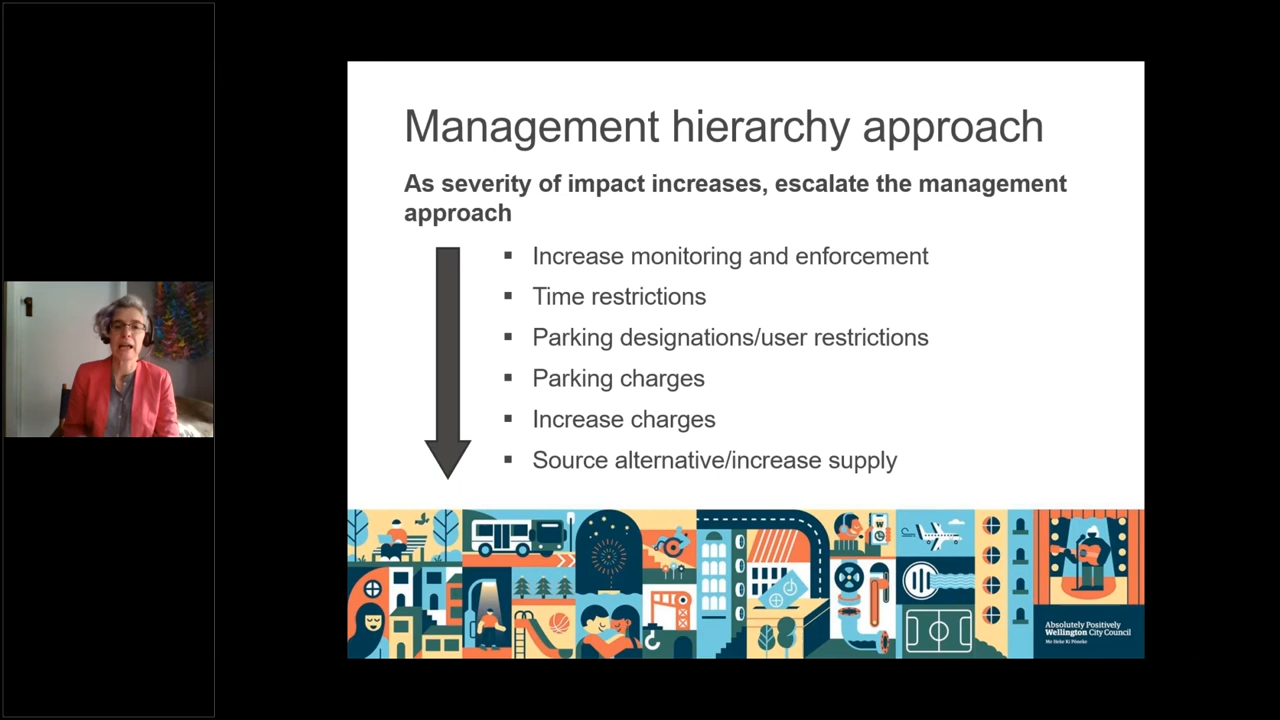 Management hierarchy approach
As severity of impact increases, escalate the management
approach
▪ Increase monitoring and enforcement
▪ Time restrictions
▪ Parking designations/user restrictions
▪ Parking charges
▪ Increase charges
▪ Source alternative/increase supply
W
Absolutely Positively
Wellington City Council
Me Heke Ki Pōneke